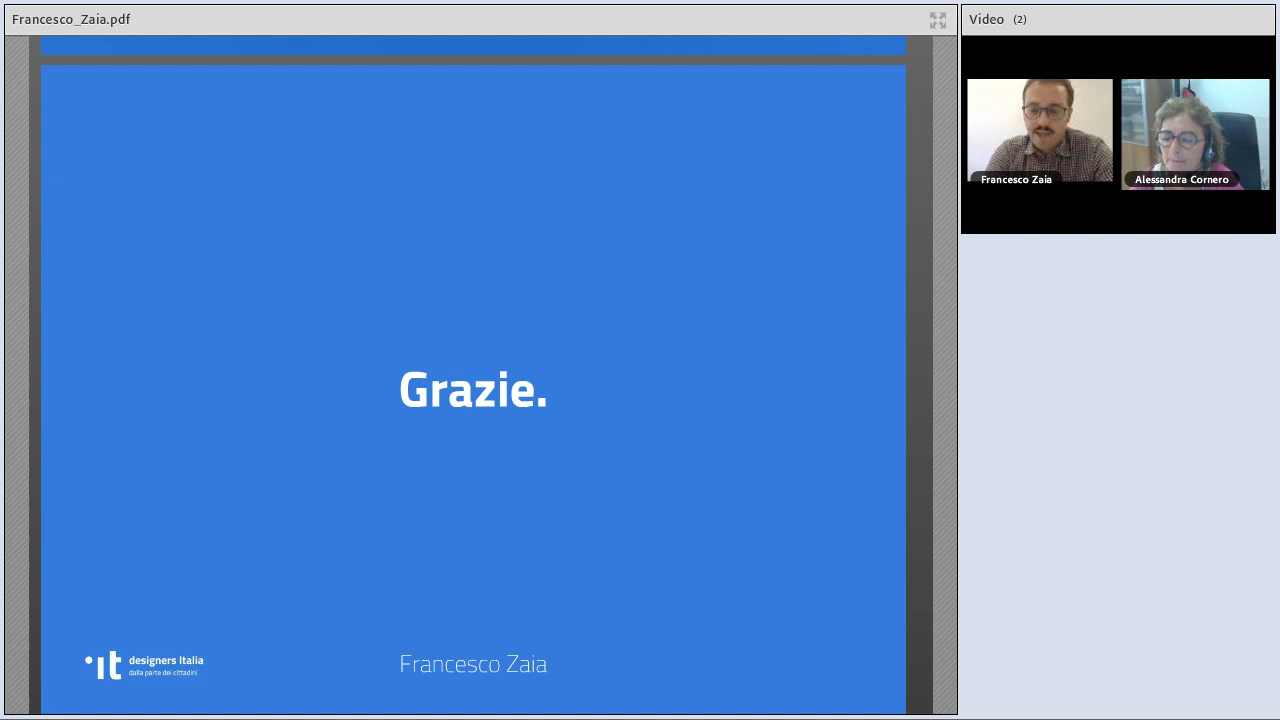 Francesco_Zaia.pdf
Video (2)
Francesco Zaia
Alessandra Cornero
Grazie.
designers Italia
dalla parte dei cittadini
Francesco Zaia